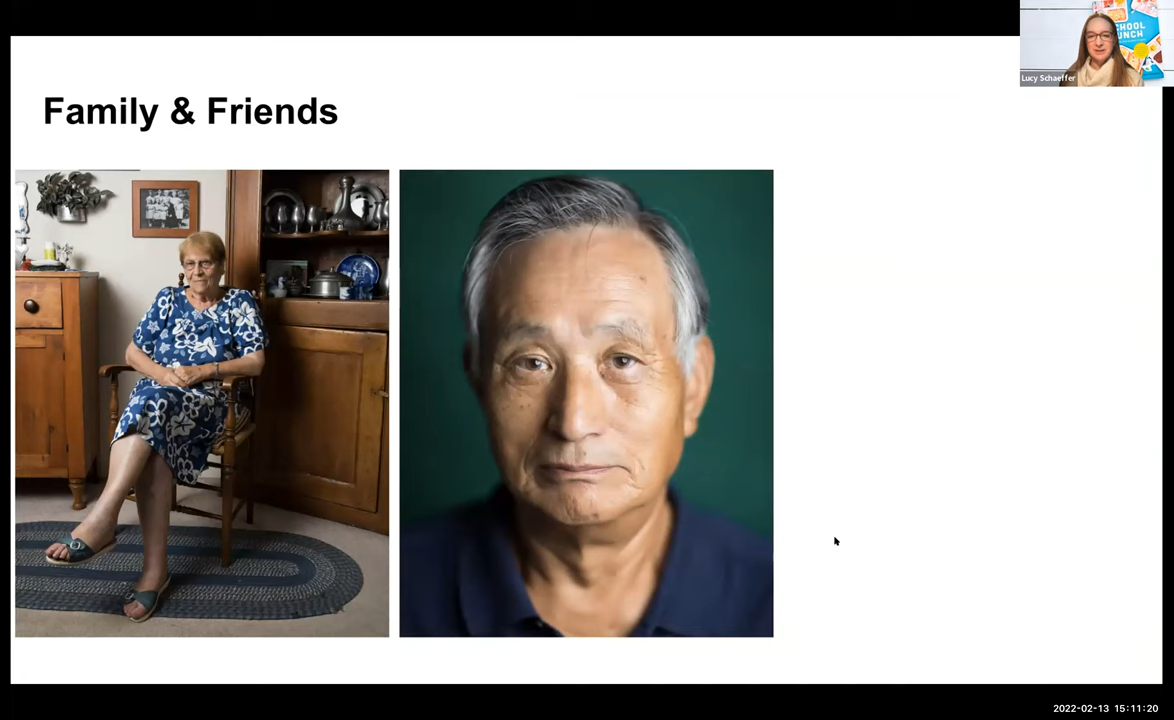 Family & Friends
SCHOOL
LUNCH
Lucy Schaeffer
2022-02-13 15:11:20